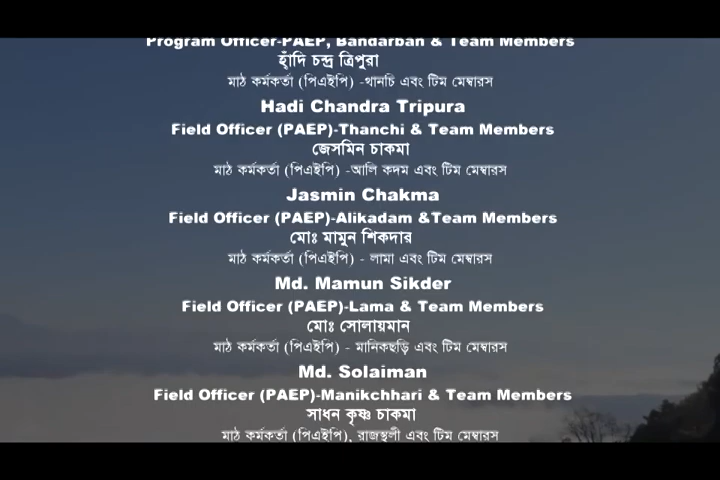 Program Officer-PAEP, Bandarban & Team Members
হাঁদি চন্দ্র ত্রিপুরা
মাঠ কর্মকর্তা (পিএইপি) -থানচি এবং টিম মেম্বারস
Hadi Chandra Tripura
Field Officer (PAEP)-Thanchi & Team Members
জেসমিন চাকমা
মাঠ কর্মকর্তা (পিএইপি) -আলি কদম এবং টিম মেম্বারস
Jasmin Chakma
Field Officer (PAEP)-Alikadam &Team Members
মোঃ মামুন শিকদার
মাঠ কর্মকর্তা (পিএইপি) - লামা এবং টিম মেম্বারস
Md. Mamun Sikder
Field Officer (PAEP)-Lama & Team Members
মোঃ সোলায়মান
মাঠ কর্মকর্তা (পিএইপি) - মানিকছড়ি এবং টিম মেম্বারস
Md. Solaiman
Field Officer (PAEP)-Manikchhari & Team Members
সাধন কৃষ্ণ চাকমা
মাঠ কর্মকর্তা (পিএইপি), রাজস্থলী এবং টিম মেম্বারস